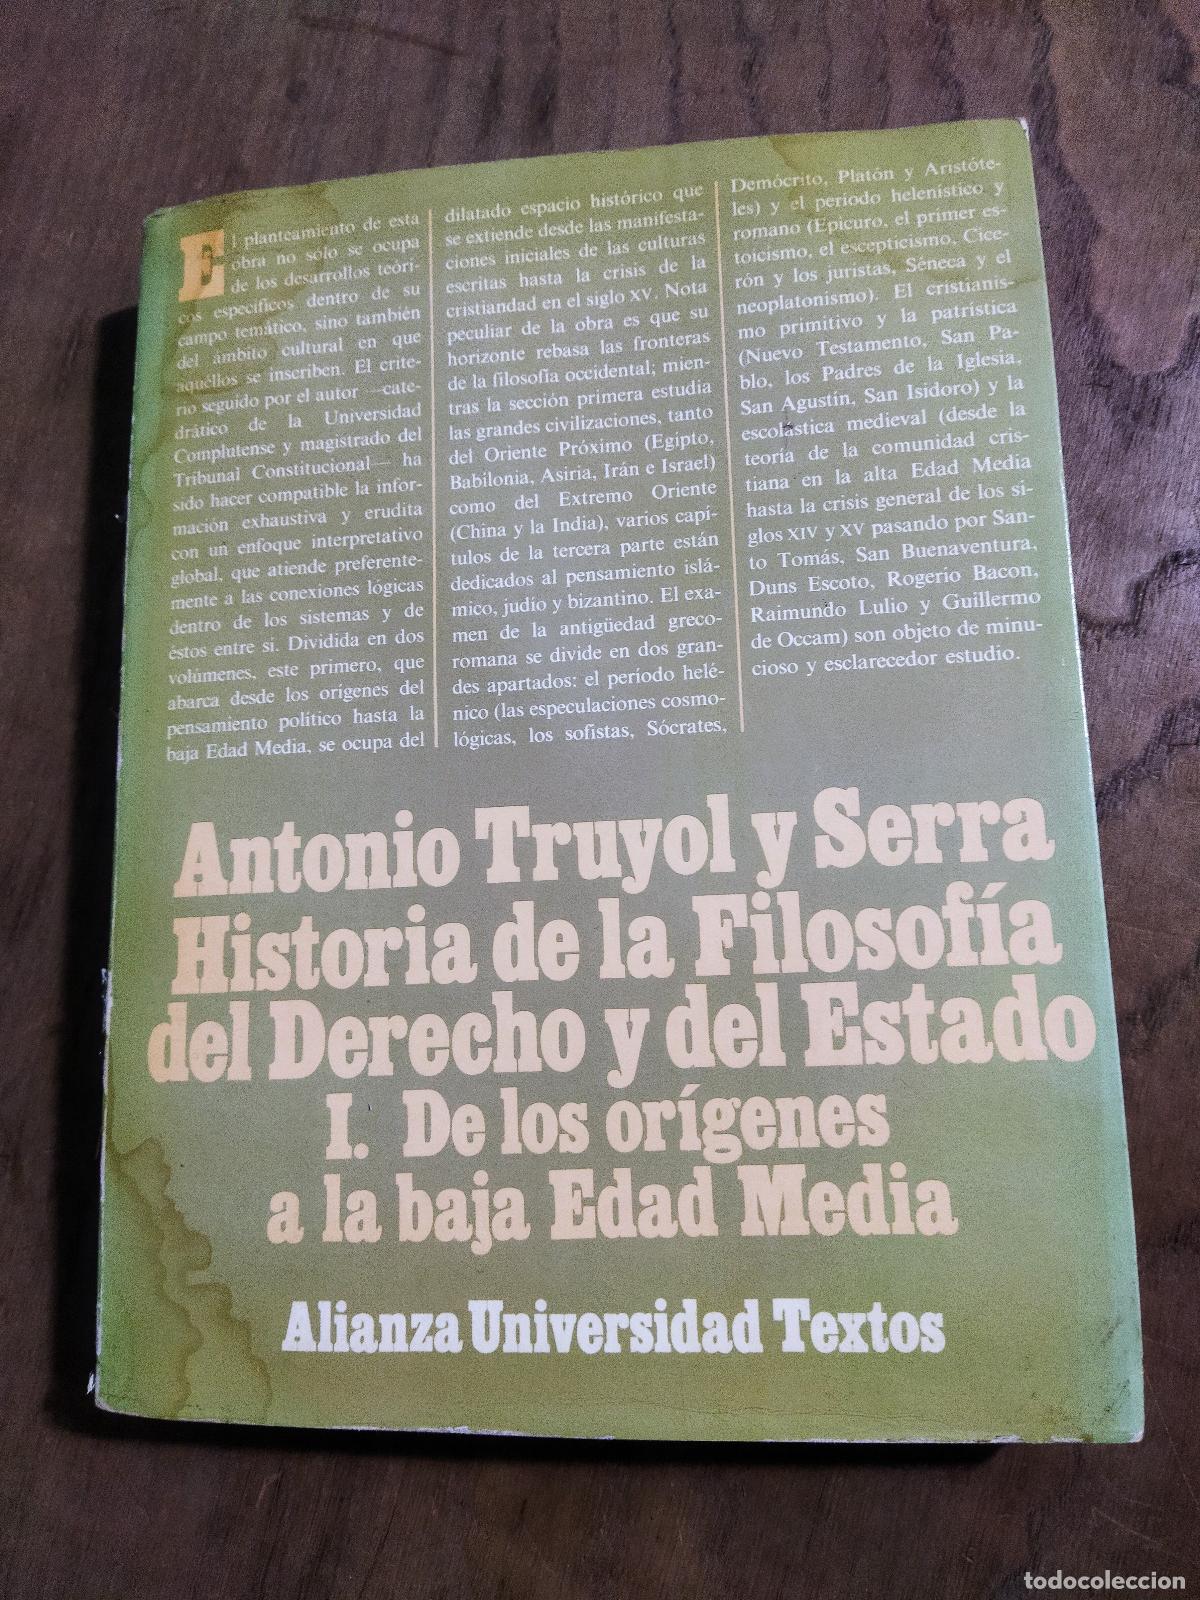 El planteamiento de esta
obra no sólo se ocupa
de los desarrollos teóri-
cos específicos dentro de su
campo temático, sino también
del ámbito cultural en que
aquéllos se inscriben. El crite-
rio seguido por el autor —cate-
drático de la Universidad
Complutense y magistrado del
Tribunal Constitucional— ha
sido hacer compatible la infor-
mación exhaustiva y erudita
con un enfoque interpretativo
global, que atiende preferente-
mente a las conexiones lógicas
dentro de los sistemas y de
éstos entre sí. Dividida en dos
volúmenes, este primero, que
abarca desde los orígenes del
pensamiento político hasta la
baja Edad Media, se ocupa del
dilatado espacio histórico que
se extiende desde las manifesta-
ciones iniciales de las culturas
escritas hasta la crisis de la
cristiandad en el siglo XV. Nota
peculiar de la obra es que su
horizonte rebasa las fronteras
de la filosofía occidental; mien-
tras la sección primera estudia
las grandes civilizaciones, tanto
del Oriente Próximo (Egipto,
Babilonia, Asiria, Irán e Israel)
como del Extremo Oriente
(China y la India), varios capí-
tulos de la tercera parte están
dedicados al pensamiento islá-
mico, judío y bizantino. El exa-
men de la antigüedad greco-
romana se divide en dos gran-
des apartados: el período helé-
nico (las especulaciones cosmo-
lógicas, los sofistas, Sócrates,
Demócrito, Platón y Aristóte-
les) y el período helenístico y
romano (Epicuro, el primer es-
toicismo, el escepticismo, Cice-
rón y los juristas, Séneca y el
neoplatonismo). El cristianis-
mo primitivo y la patrística
(Nuevo Testamento, San Pa-
blo, los Padres de la Iglesia,
San Agustín, San Isidoro) y la
escolástica medieval (desde la
teoría de la comunidad cris-
tiana en la alta Edad Media
hasta la crisis general de los si-
glos XIV y XV pasando por San-
to Tomás, San Buenaventura,
Duns Escoto, Rogerio Bacon,
Raimundo Lulio y Guillermo
de Occam) son objeto de minu-
cioso y esclarecedor estudio.
Antonio Truyol y Serra
Historia de la Filosofía
del Derecho y del Estado
I. De los orígenes
a la baja Edad Media
Alianza Universidad Textos
todocoleccion